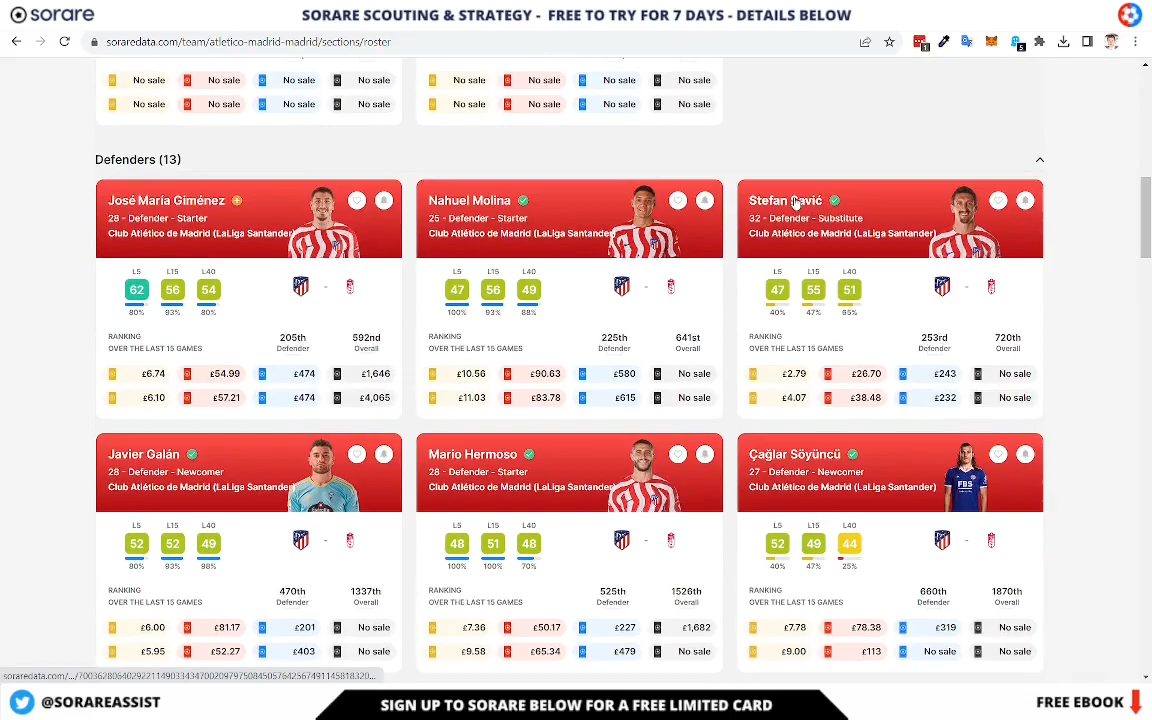 sorare
SORARE SCOUTING & STRATEGY - FREE TO TRY FOR 7 DAYS - DETAILS BELOW
soraredata.com/team/atletico-madrid-madrid/sections/roster
1
5
No sale No sale No sale No sale No sale No sale No sale No sale
No sale No sale No sale No sale No sale No sale No sale No sale
Defenders (13)
José María Giménez
28 - Defender - Starter
Club Atlético de Madrid (LaLiga Santander)
L5 L15 L40
62 56 54
80% 93% 80%
-
RANKING 205th 592nd
OVER THE LAST 15 GAMES Defender Overall
£6.74 £54.99 £474 £1,646
£6.10 £57.21 £474 £4,065
Nahuel Molina
25 - Defender - Starter
Club Atlético de Madrid (LaLiga Santander)
L5 L15 L40
47 56 49
100% 93% 88%
-
RANKING 225th 641st
OVER THE LAST 15 GAMES Defender Overall
£10.56 £90.63 £580 No sale
£11.03 £83.78 £615 No sale
Stefan Savić
32 - Defender - Substitute
Club Atlético de Madrid (LaLiga Santander)
L5 L15 L40
47 55 51
40% 47% 65%
-
RANKING 253rd 720th
OVER THE LAST 15 GAMES Defender Overall
£2.79 £26.70 £243 No sale
£4.07 £38.48 £232 No sale
Javier Galán
28 - Defender - Newcomer
Club Atlético de Madrid (LaLiga Santander)
L5 L15 L40
52 52 49
80% 93% 98%
-
RANKING 470th 1337th
OVER THE LAST 15 GAMES Defender Overall
£6.00 £81.17 £201 No sale
£5.95 £52.27 £403 No sale
Mario Hermoso
28 - Defender - Starter
Club Atlético de Madrid (LaLiga Santander)
L5 L15 L40
48 51 48
100% 100% 70%
-
RANKING 525th 1526th
OVER THE LAST 15 GAMES Defender Overall
£7.36 £50.17 £227 £1,682
£9.58 £65.34 £479 No sale
Çağlar Söyüncü
27 - Defender - Newcomer
Club Atlético de Madrid (LaLiga Santander)
FBS
L5 L15 L40
52 49 44
40% 47% 25%
-
RANKING 660th 1870th
OVER THE LAST 15 GAMES Defender Overall
£7.78 £78.38 £319 No sale
£9.00 £113 No sale No sale
@SORAREASSIST
SIGN UP TO SORARE BELOW FOR A FREE LIMITED CARD
FREE EBOOK